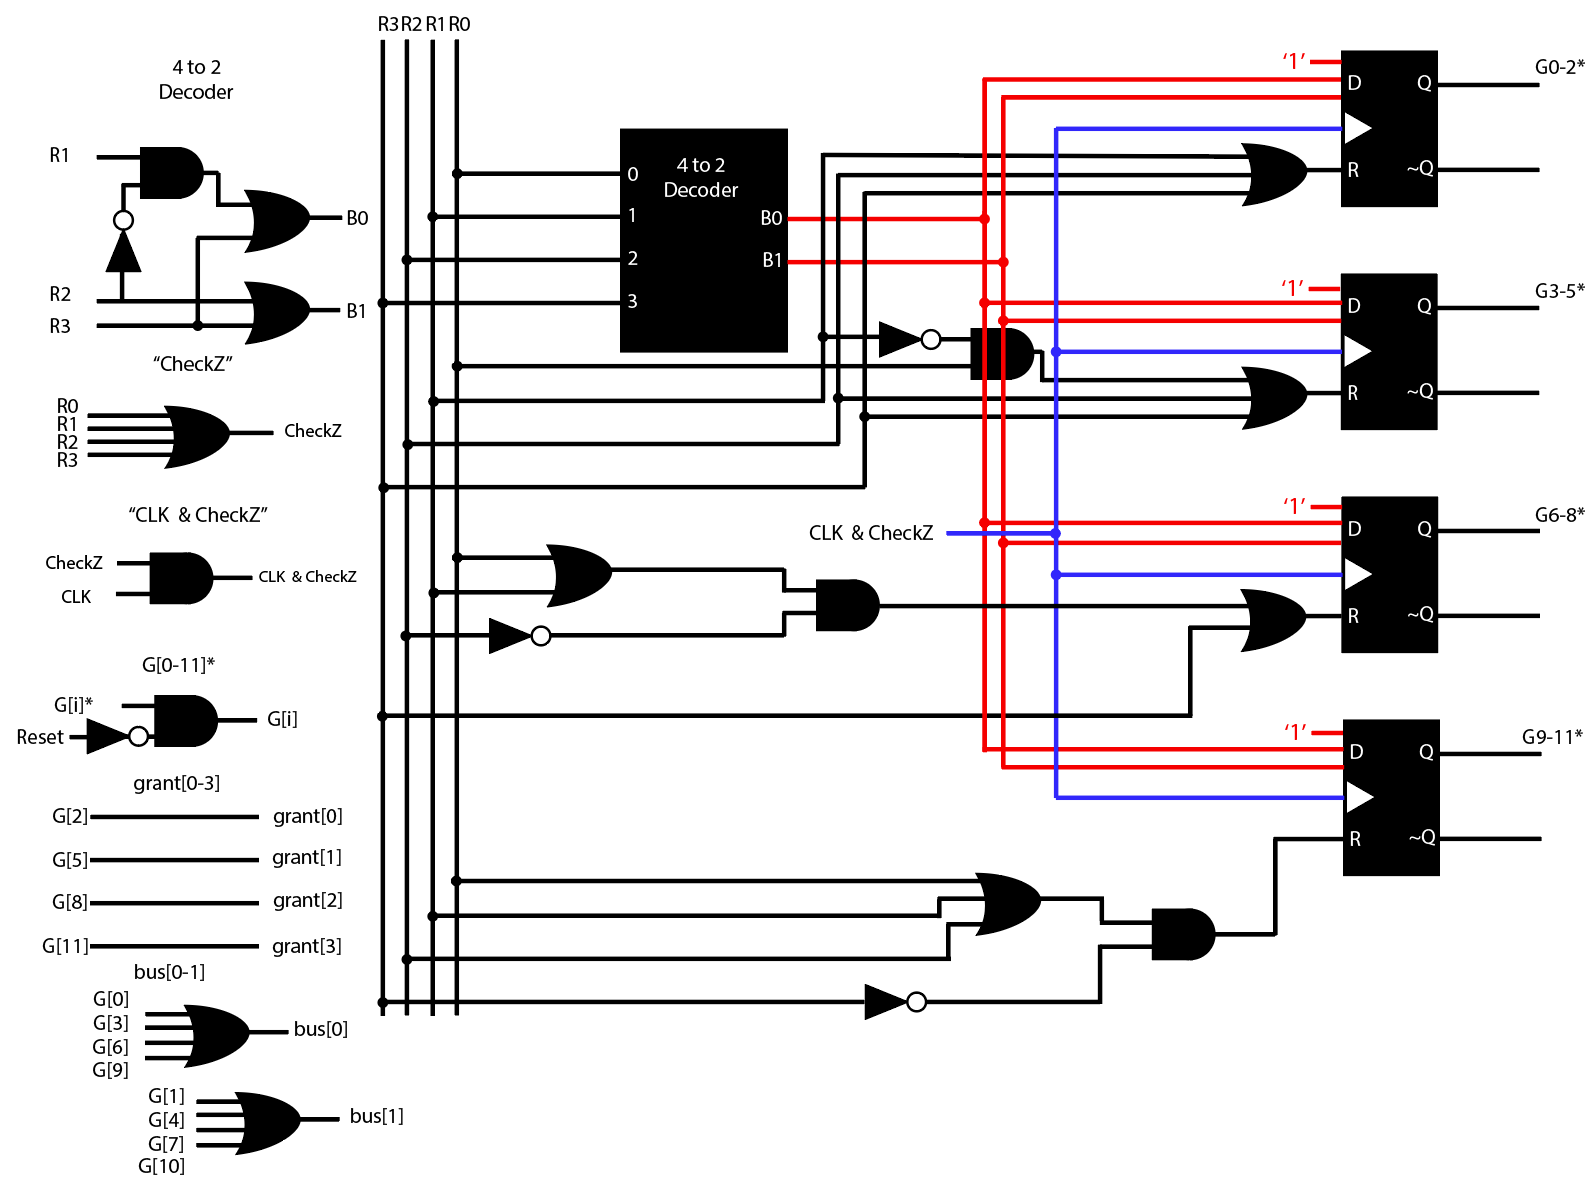 R3 R2 R1 R0
4 to 2
Decoder
R1
B0
R2
B1
R3
"CheckZ"
R0
R1
R2
R3
CheckZ
"CLK & CheckZ"
CheckZ
CLK & CheckZ
CLK
G[0-11]*
G[i]*
G[i]
Reset
grant[0-3]
G[2] grant[0]
G[5] grant[1]
G[8] grant[2]
G[11] grant[3]
bus[0-1]
G[0]
G[3]
G[6]
G[9]
bus[0]
G[1]
G[4]
G[7]
G[10]
bus[1]
4 to 2
Decoder
0
1
2
3
B0
B1
CLK & CheckZ
'1'
D Q
R ~Q
G0-2*
'1'
D Q
R ~Q
G3-5*
'1'
D Q
R ~Q
G6-8*
'1'
D Q
R ~Q
G9-11*